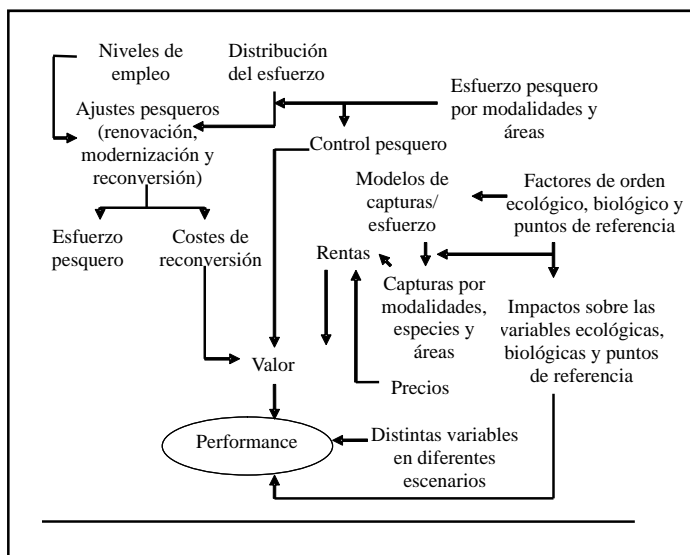 Niveles de
empleo
Distribución
del esfuerzo
Esfuerzo pesquero
por modalidades y
áreas
Ajustes pesqueros
(renovación,
modernización y
reconversión)
Control pesquero
Modelos de
capturas/
esfuerzo
Factores de orden
ecológico, biológico y
puntos de referencia
Esfuerzo
pesquero
Costes de
reconversión
Rentas
Capturas por
modalidades,
especies y
áreas
Impactos sobre las
variables ecológicas,
biológicas y puntos
de referencia
Valor
Precios
Performance
Distintas variables
en diferentes
escenarios